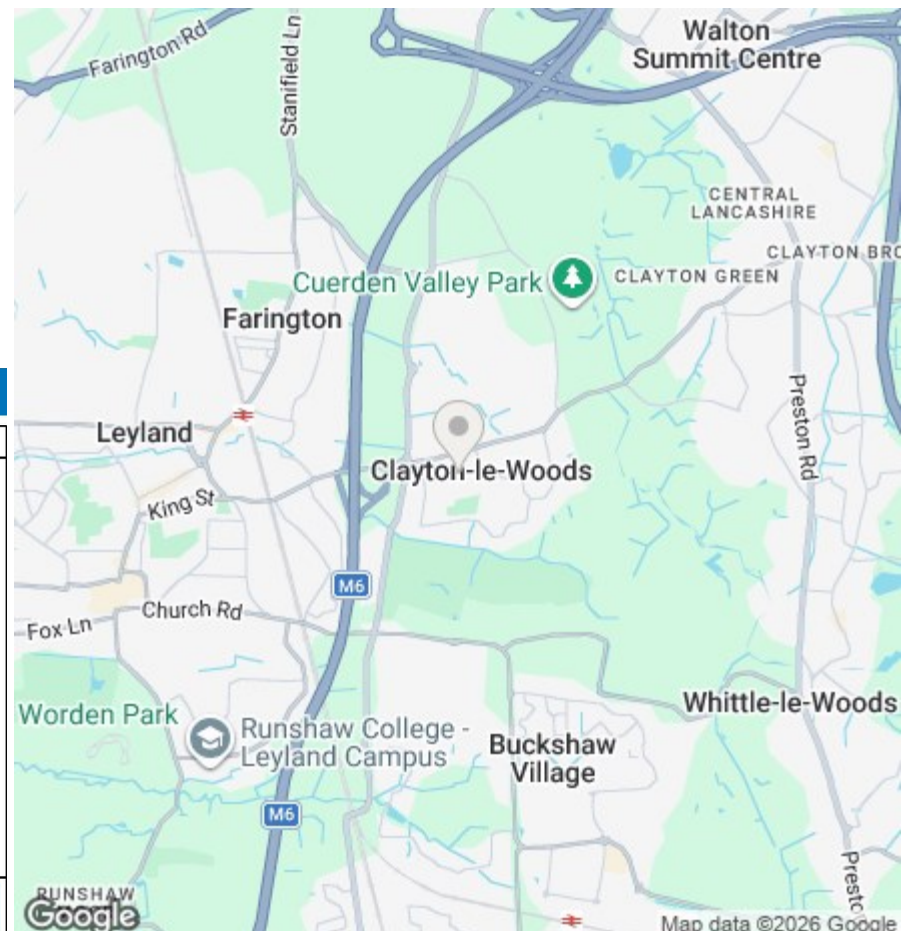 Farington Rd
Stanifield Ln
Walton
Summit Centre
CENTRAL
LANCASHIRE
CLAYTON BRO
CLAYTON GREEN
Cuerden Valley Park
Farington
Leyland
King St
Clayton-le-Woods
Preston Rd
M6
Church Rd
Fox Ln
Worden Park
Runshaw College -
Leyland Campus
Whittle-le-Woods
Buckshaw
Village
M6
Presto
RUNSHAW
Google
Map data ©2026 Google